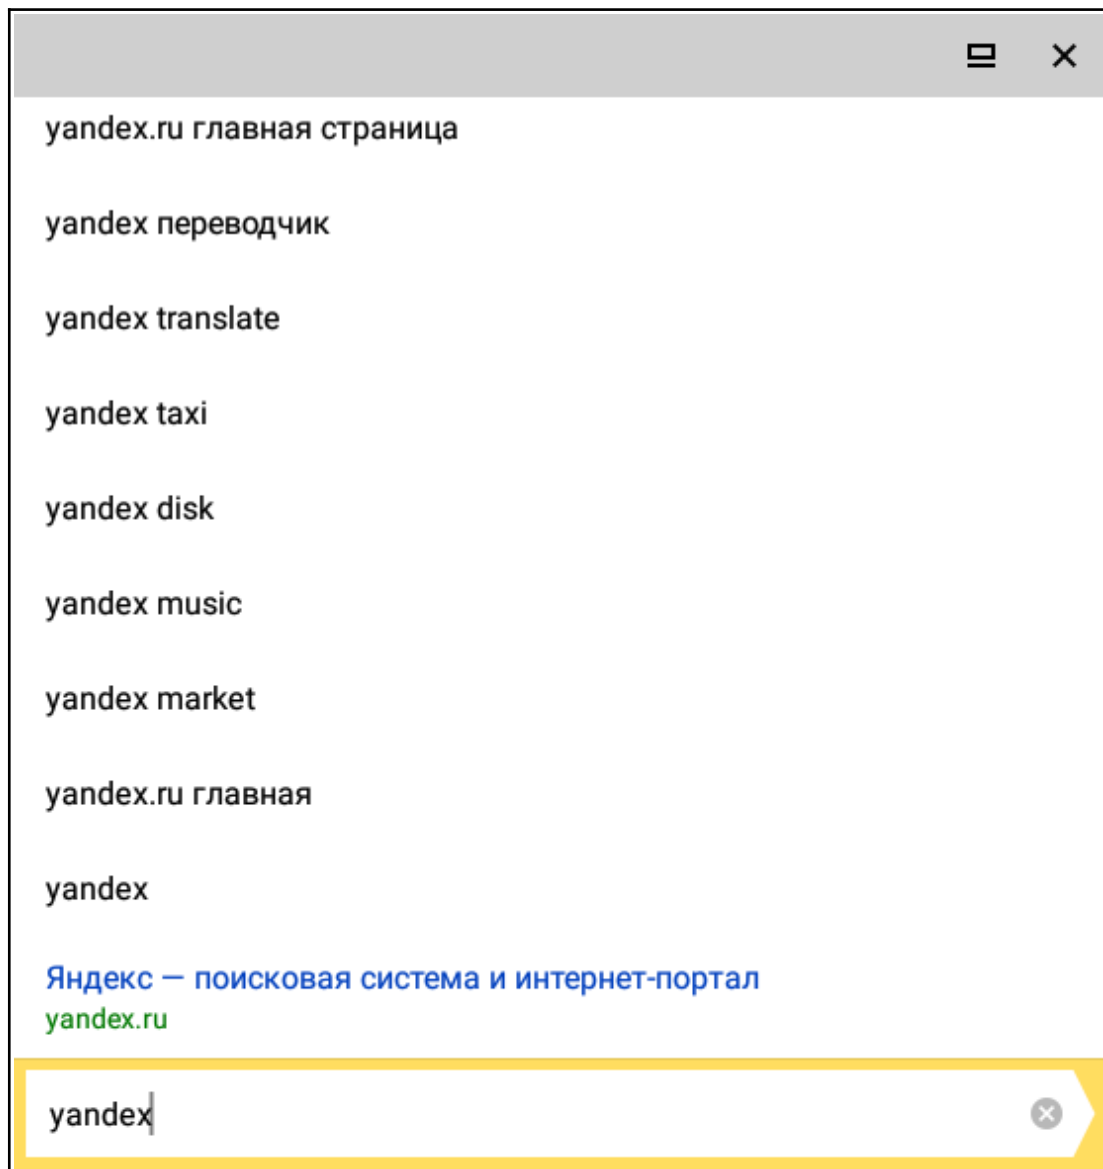 yandex.ru главная страница
yandex переводчик
yandex translate
yandex taxi
yandex disk
yandex music
yandex market
yandex.ru главная
yandex
Яндекс — поисковая система и интернет-портал
yandex.ru
yandex